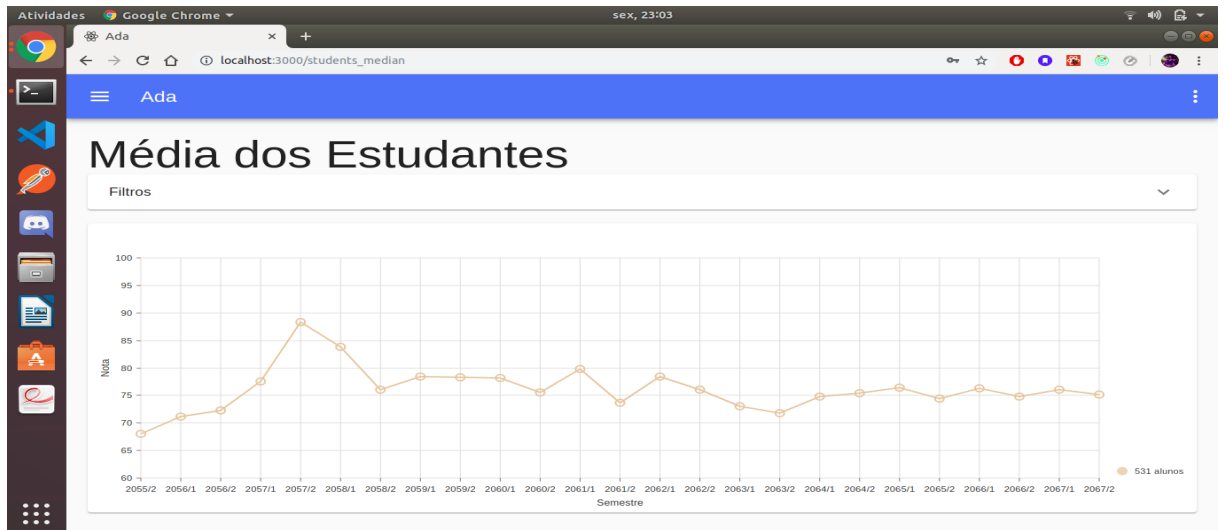 Atividades Google Chrome sex, 23:03
Ada
localhost:3000/students_median
Ada
Média dos Estudantes
Filtros
100
95
90
85
80
75
70
65
60
Nota
2055/2 2056/1 2056/2 2057/1 2057/2 2058/1 2058/2 2059/1 2059/2 2060/1 2060/2 2061/1 2061/2 2062/1 2062/2 2063/1 2063/2 2064/1 2064/2 2065/1 2065/2 2066/1 2066/2 2067/1 2067/2
Semestre
531 alunos